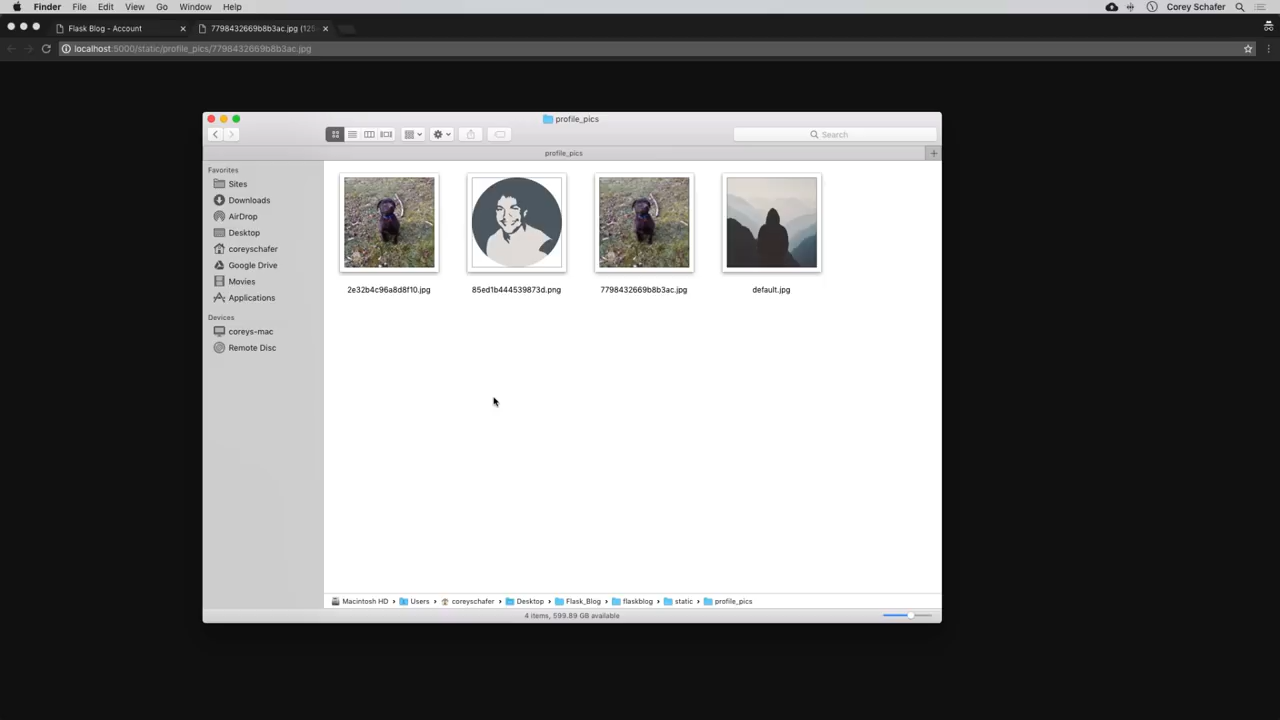 Finder File Edit View Go Window Help Corey Schafer
Flask Blog - Account 7798432669b8b3ac.jpg (125
localhost:5000/static/profile_pics/7798432669b8b3ac.jpg
profile_pics
Search
profile_pics
Favorites
Sites
Downloads
AirDrop
Desktop
coreyschafer
Google Drive
Movies
Applications
Devices
coreys-mac
Remote Disc
2e32b4c96a8d8f10.jpg 85ed1b444539873d.png 7798432669b8b3ac.jpg default.jpg
Macintosh HD › Users › coreyschafer › Desktop › Flask_Blog › flaskblog › static › profile_pics
4 items, 599.89 GB available